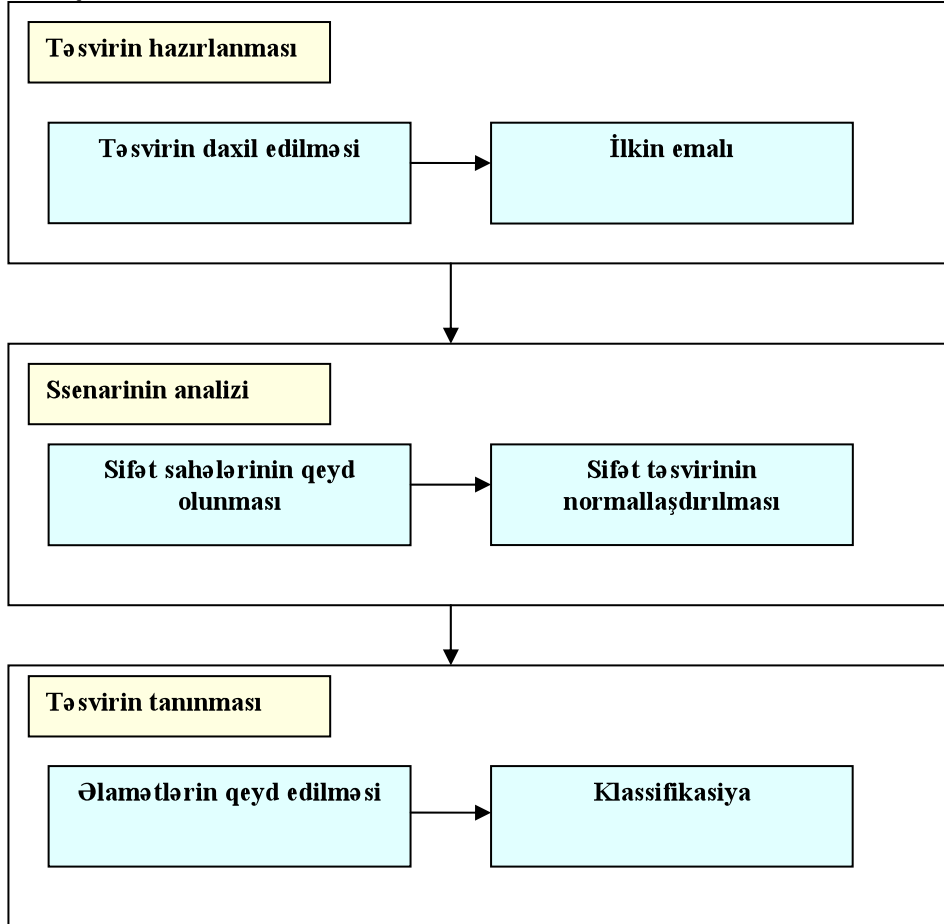 Təsvirin hazırlanması
Təsvirin daxil edilməsi
İlkin emalı
Ssenarinin analizi
Sifət sahələrinin qeyd
olunması
Sifət təsvirinin
normallaşdırılması
Təsvirin tanınması
Əlamətlərin qeyd edilməsi
Klassifikasiya